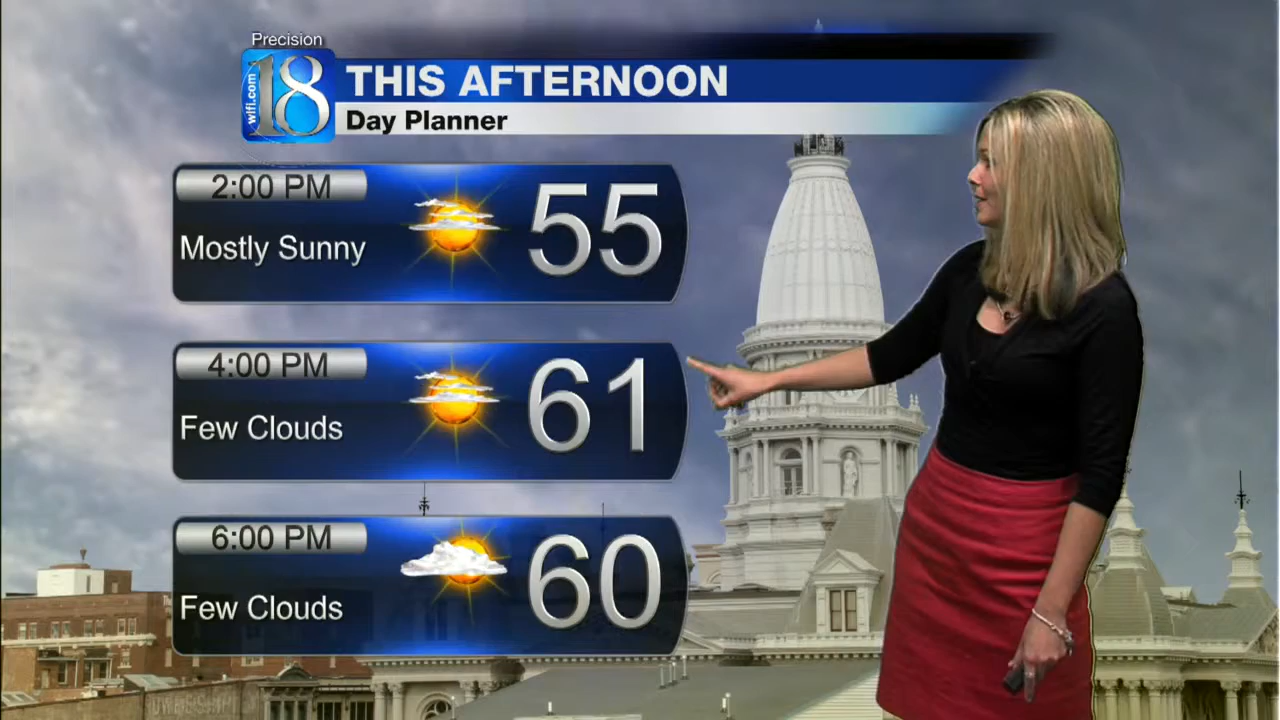 Precision
wlfi.com
18
THIS AFTERNOON
Day Planner
2:00 PM
Mostly Sunny
55
4:00 PM
Few Clouds
61
6:00 PM
Few Clouds
60